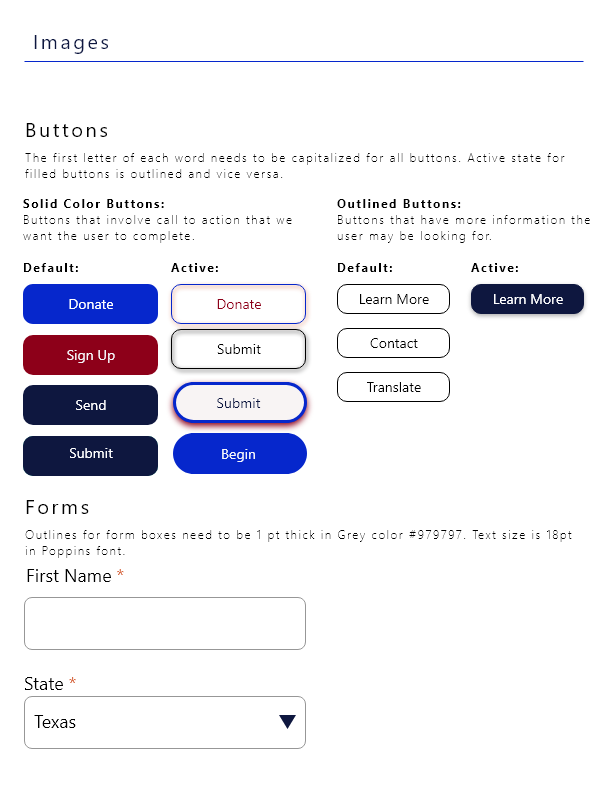 Images
Buttons
The first letter of each word needs to be capitalized for all buttons. Active state for
filled buttons is outlined and vice versa.
Solid Color Buttons:
Buttons that involve call to action that we
want the user to complete.
Default:
Active:
Donate
Donate
Sign Up
Submit
Send
Submit
Submit
Begin
Outlined Buttons:
Buttons that have more information the
user may be looking for.
Default:
Active:
Learn More
Learn More
Contact
Translate
Forms
Outlines for form boxes need to be 1 pt thick in Grey color #979797. Text size is 18pt
in Poppins font.
First Name *
State *
Texas